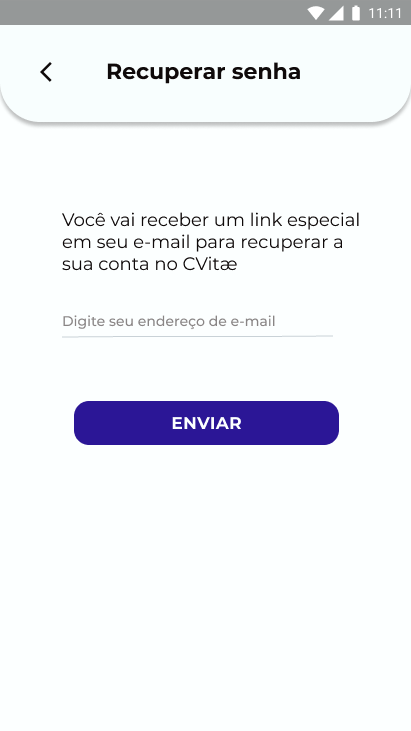 11:11
Recuperar senha
Você vai receber um link especial
em seu e-mail para recuperar a
sua conta no CVitæ
Digite seu endereço de e-mail
ENVIAR